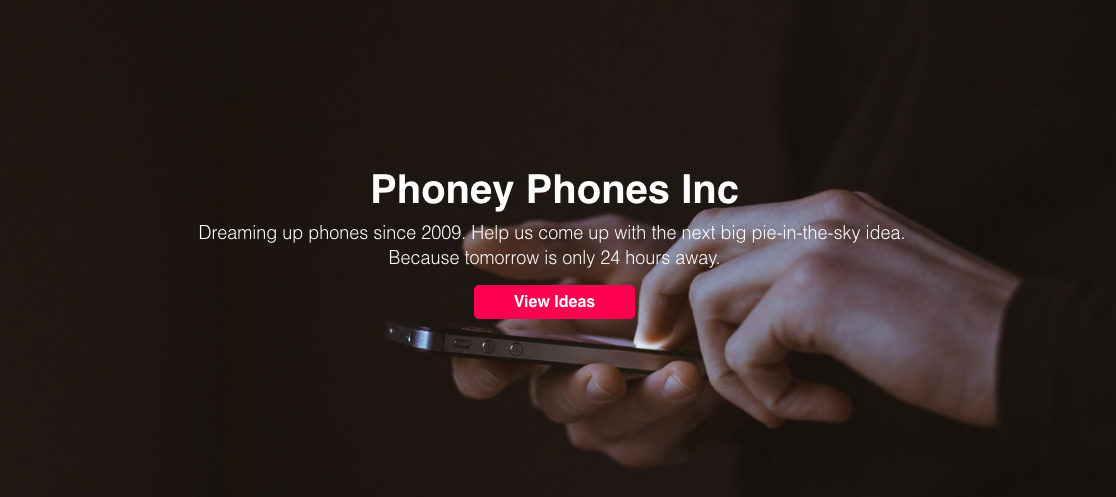 Phoney Phones Inc
Dreaming up phones since 2009. Help us come up with the next big pie-in-the-sky idea.
Because tomorrow is only 24 hours away.
View Ideas